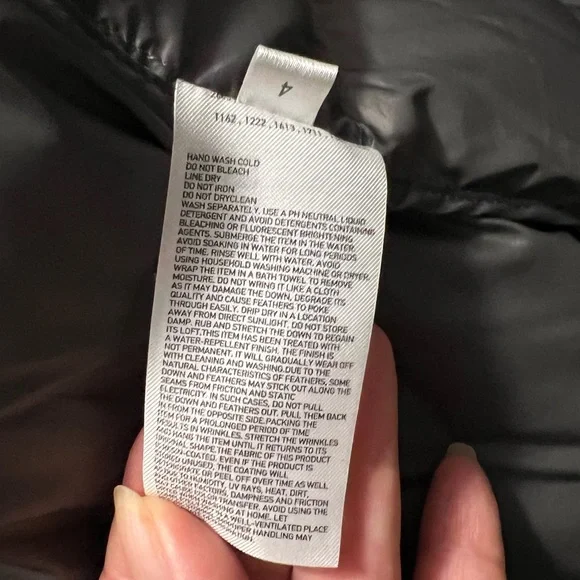 4
1162, 1222, 1613,
HAND WASH COLD
DO NOT BLEACH
LINE DRY
DO NOT IRON
DO NOT DRYCLEAN
WASH SEPARATELY. USE A PH NEUTRAL LIQUID
DETERGENT AND AVOID DETERGENTS CONTAINING
BLEACHING OR FLUORESCENT BRIGHTENING
AGENTS. SUBMERGE THE ITEM IN THE WATER.
AVOID SOAKING IN WATER FOR LONG PERIODS
OF TIME. RINSE WELL WITH WATER. AVOID
USING HOUSEHOLD WASHING MACHINE OR DRYER.
WRAP THE ITEM IN A BATH TOWEL TO REMOVE
MOISTURE. DO NOT WRING IT LIKE A CLOTH
AS IT MAY DAMAGE THE DOWN, DEGRADE ITS
QUALITY AND CAUSE FEATHERS TO POKE
THROUGH EASILY. DRIP DRY IN A LOCATION
AWAY FROM DIRECT SUNLIGHT. DO NOT STORE
DAMP. RUB AND STRETCH THE DOWN TO REGAIN
ITS LOFT.THIS ITEM HAS BEEN TREATED WITH
A WATER-REPELLENT FINISH. THE FINISH IS
NOT PERMANENT. IT WILL GRADUALLY WEAR OFF
WITH CLEANING AND WASHING.DUE TO THE
NATURAL CHARACTERISTICS OF FEATHERS, SOME
DOWN AND FEATHERS MAY STICK OUT ALONG THE
SEAMS FROM FRICTION AND STATIC
ELECTRICITY. IN SUCH CASES, DO NOT PULL
THE DOWN AND FEATHERS OUT. PULL THEM BACK
IN FROM THE OPPOSITE SIDE.PACKING THE
ITEM FOR A PROLONGED PERIOD OF TIME
RESULTS IN WRINKLES. STRETCH THE WRINKLES
AND HANG THE ITEM UNTIL IT RETURNS TO ITS
ORIGINAL SHAPE.THE FABRIC OF THIS PRODUCT
RESIN-COATED. EVEN IF THE PRODUCT IS
UNUSED, THE COATING WILL
OR PEEL OFF OVER TIME AS WELL
TO HUMIDITY, UV RAYS, HEAT, DIRT,
FACTORS. DAMPNESS AND FRICTION
TRANSFER. AVOID USING THE
AT HOME. LET
A WELL-VENTILATED PLACE
HANDLING MAY